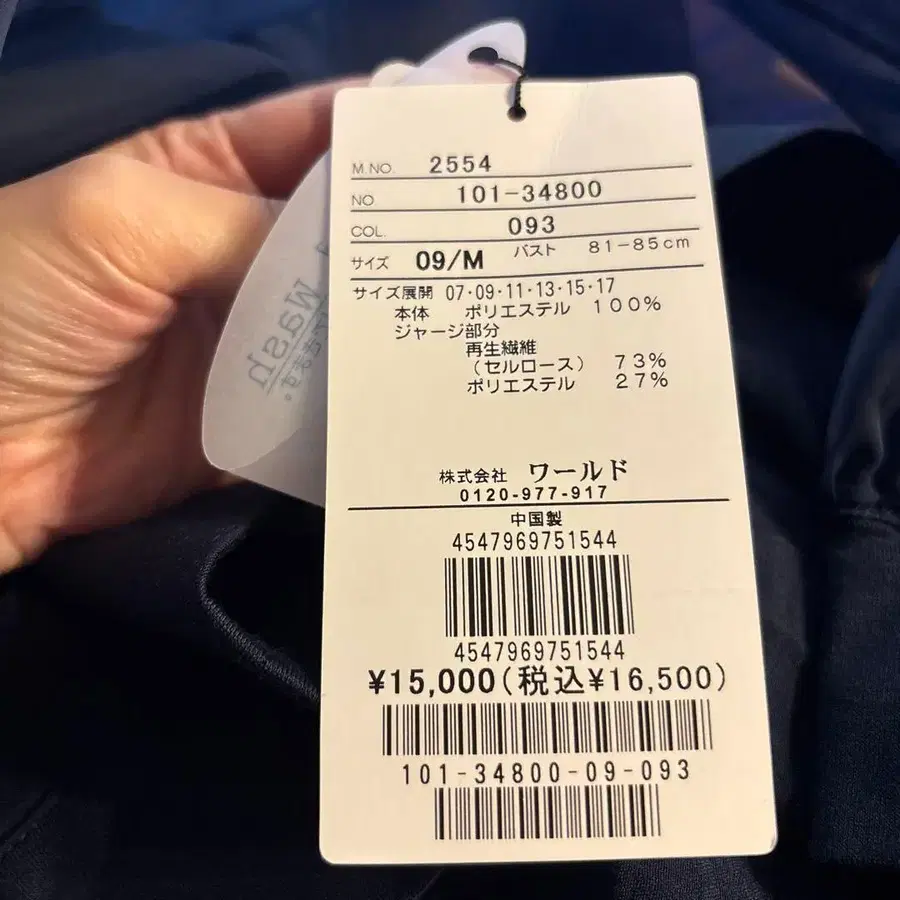 M.NO. 2554
NO. 101-34800
COL. 093
サイズ 09/M バスト 81-85cm
サイズ展開 07・09・11・13・15・17
本体 ポリエステル 100%
ジャージ部分
再生繊維
(セルロース) 73%
ポリエステル 27%
株式会社 ワールド
0120-977-917
中国製
4547969751544
4547969751544
¥15,000(税込¥16,500)
101-34800-09-093
Wash